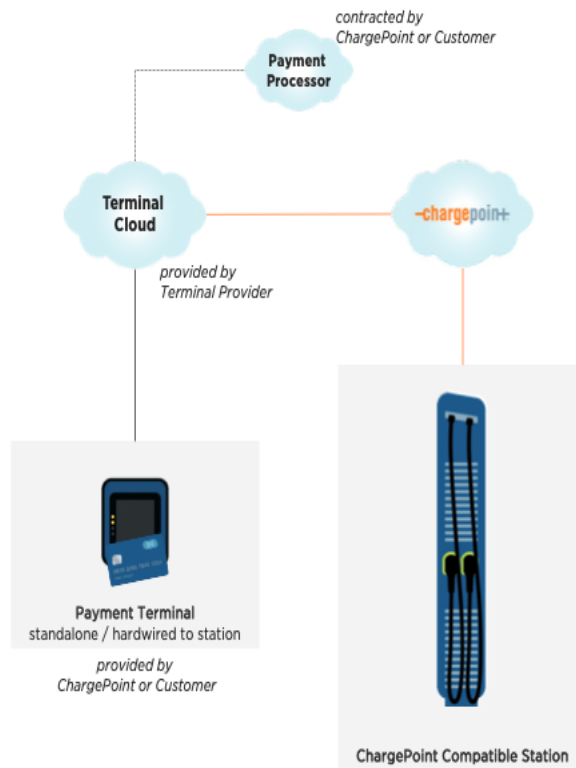 contracted by
ChargePoint or Customer
Payment
Processor
Terminal
Cloud
-chargepoin+
provided by
Terminal Provider
Payment Terminal
standalone / hardwired to station
provided by
ChargePoint or Customer
ChargePoint Compatible Station